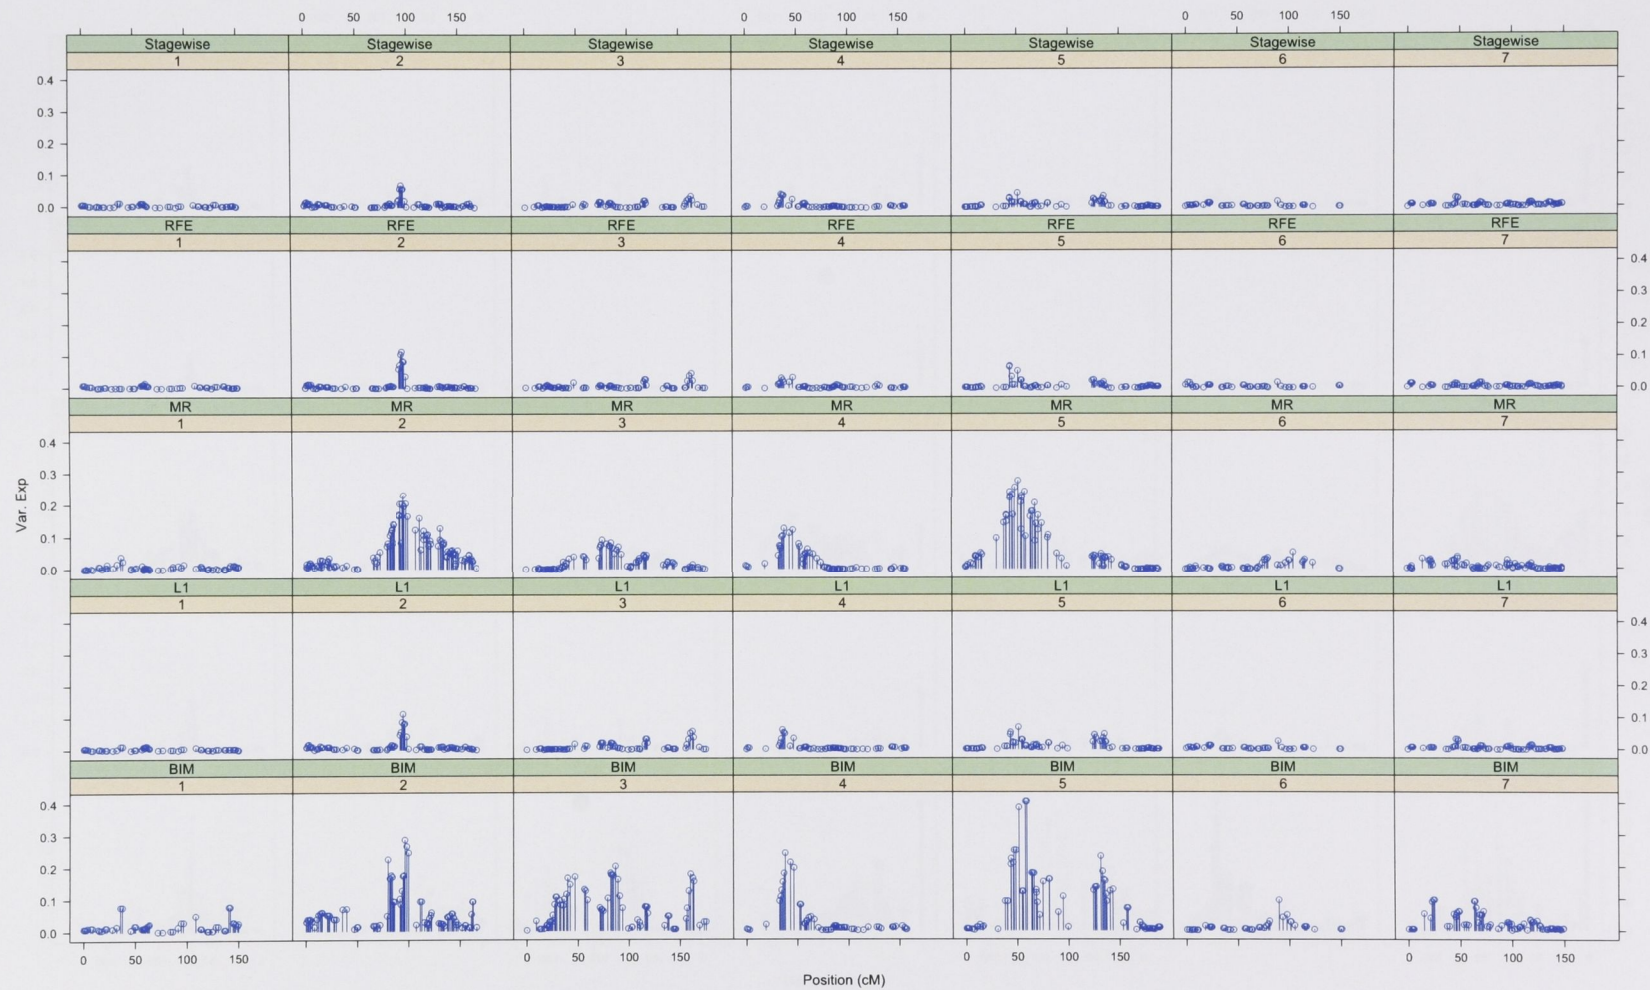 0 50 100 150 0 50 100 150 0 50 100 150
Stagewise Stagewise Stagewise Stagewise Stagewise Stagewise Stagewise
1 2 3 4 5 6 7
0.4
0.3
0.2
0.1
0.0
RFE RFE RFE RFE RFE RFE RFE
1 2 3 4 5 6 7
0.4
0.3
0.2
0.1
0.0
MR MR MR MR MR MR MR
1 2 3 4 5 6 7
0.4
0.3
0.2
0.1
0.0
Var. Exp
L1 L1 L1 L1 L1 L1 L1
1 2 3 4 5 6 7
0.4
0.3
0.2
0.1
0.0
BIM BIM BIM BIM BIM BIM BIM
1 2 3 4 5 6 7
0.4
0.3
0.2
0.1
0.0
0 50 100 150 0 50 100 150 0 50 100 150 0 50 100 150
Position (cM)